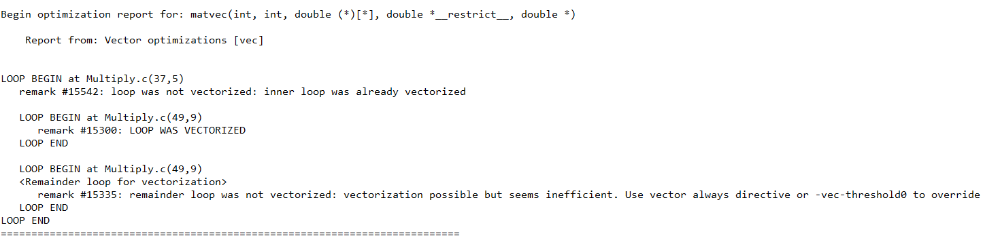 Begin optimization report for: matvec(int, int, double (*)[*], double *__restrict__, double *)
Report from: Vector optimizations [vec]
LOOP BEGIN at Multiply.c(37,5)
remark #15542: loop was not vectorized: inner loop was already vectorized
LOOP BEGIN at Multiply.c(49,9)
remark #15300: LOOP WAS VECTORIZED
LOOP END
LOOP BEGIN at Multiply.c(49,9)
<Remainder loop for vectorization>
remark #15335: remainder loop was not vectorized: vectorization possible but seems inefficient. Use vector always directive or -vec-threshold0 to override
LOOP END
LOOP END
===========================================================================